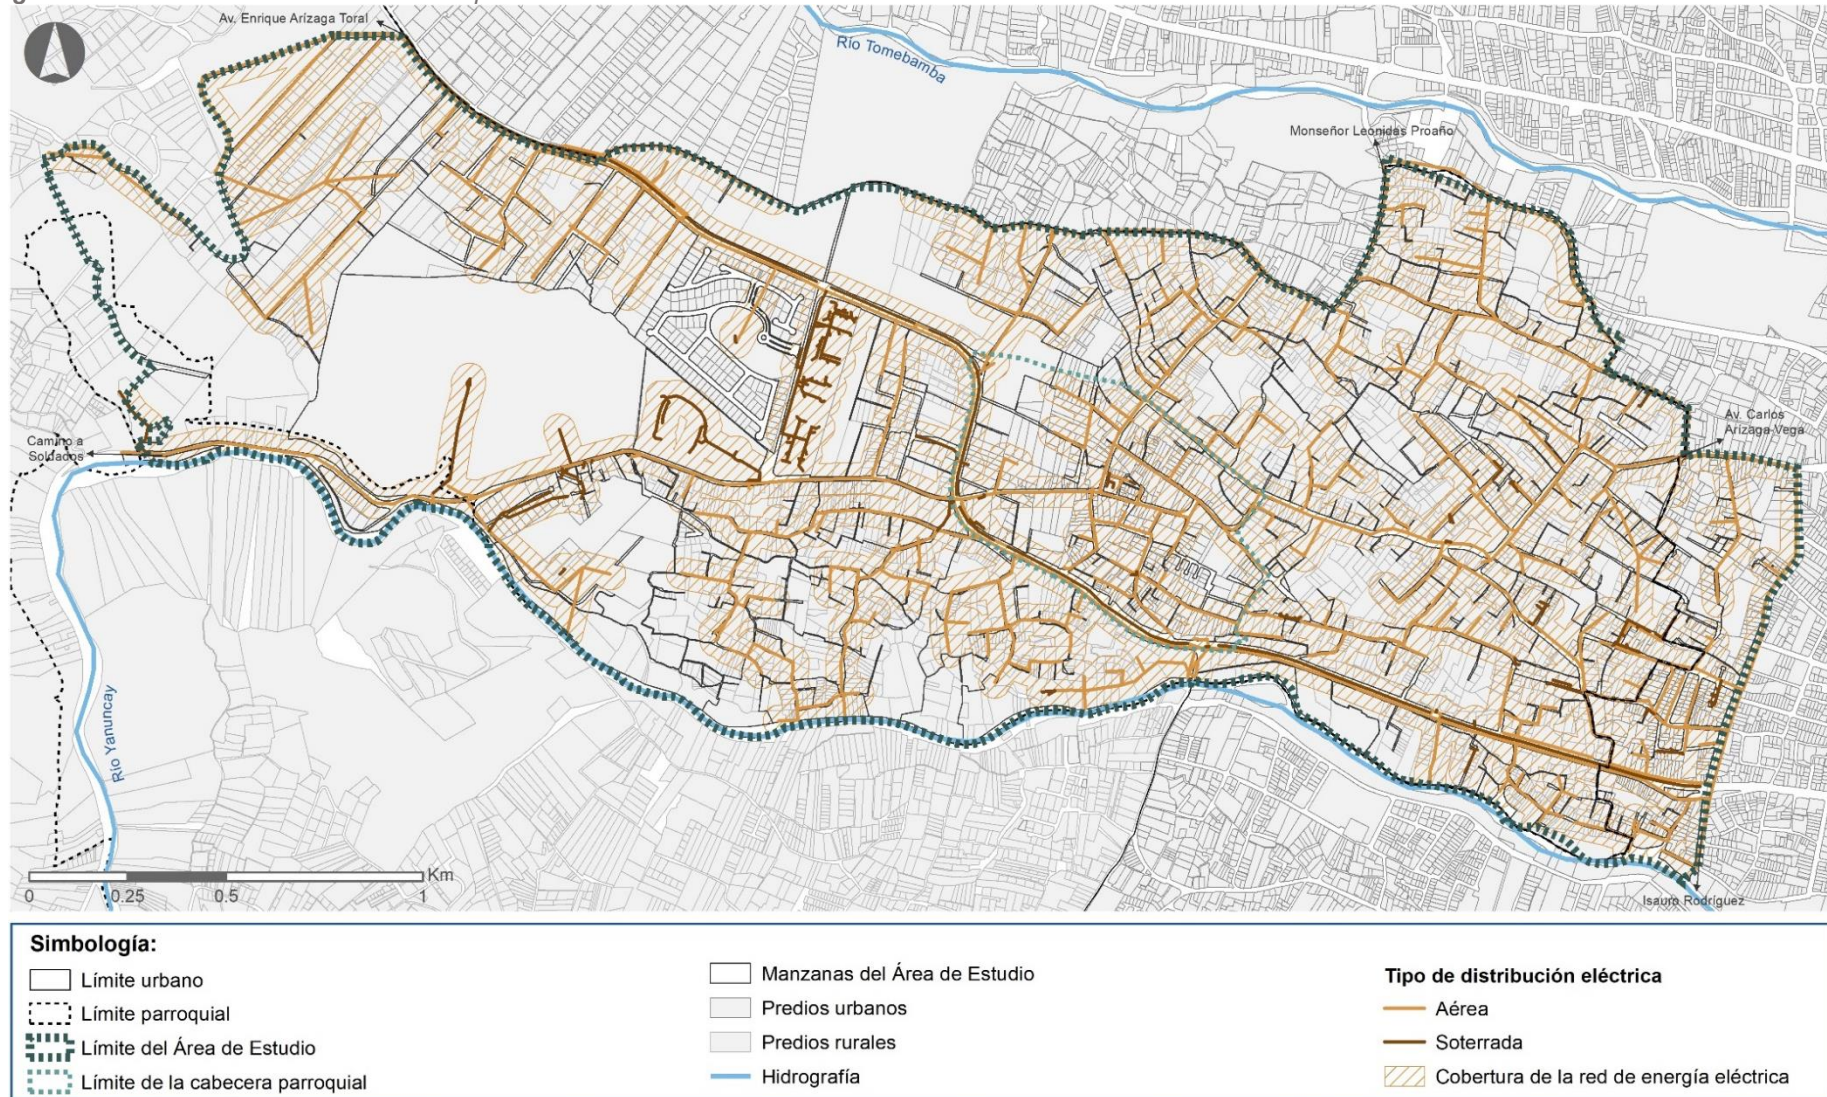 Av. Enrique Arízaga Toral
Río Tomebamba
Monseñor Leonidas Proaño
Av. Carlos
Arízaga Vega
Camino a
Soldados
Río Yanuncay
Km
0
0.25
0.5
1
Isauro Rodríguez
Simbología:
Límite urbano
Límite parroquial
Límite del Área de Estudio
Límite de la cabecera parroquial
Manzanas del Área de Estudio
Predios urbanos
Predios rurales
Hidrografía
Tipo de distribución eléctrica
Aérea
Soterrada
Cobertura de la red de energía eléctrica